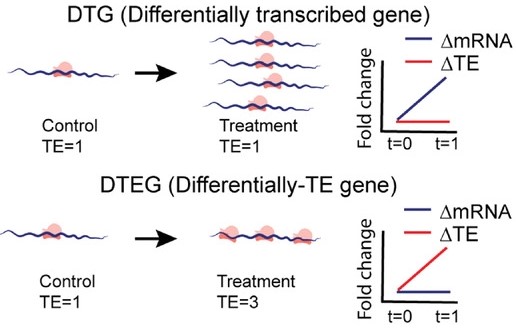 DTG (Differentially transcribed gene)
Control
TE=1
Treatment
TE=1
Fold change
ΔmRNA
ΔTE
t=0 t=1
DTEG (Differentially-TE gene)
Control
TE=1
Treatment
TE=3
Fold change
ΔmRNA
ΔTE
t=0 t=1